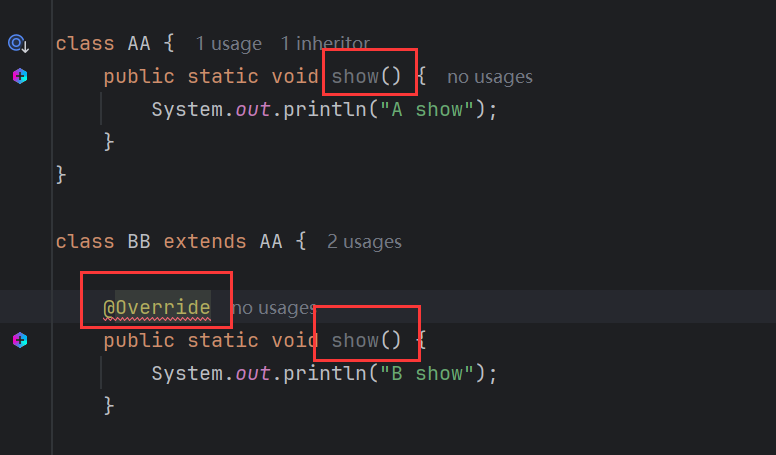 class AA { 1 usage 1 inheritor
public static void show() { no usages
System.out.println("A show");
}
}
class BB extends AA { 2 usages
@Override no usages
public static void show() {
System.out.println("B show");
}